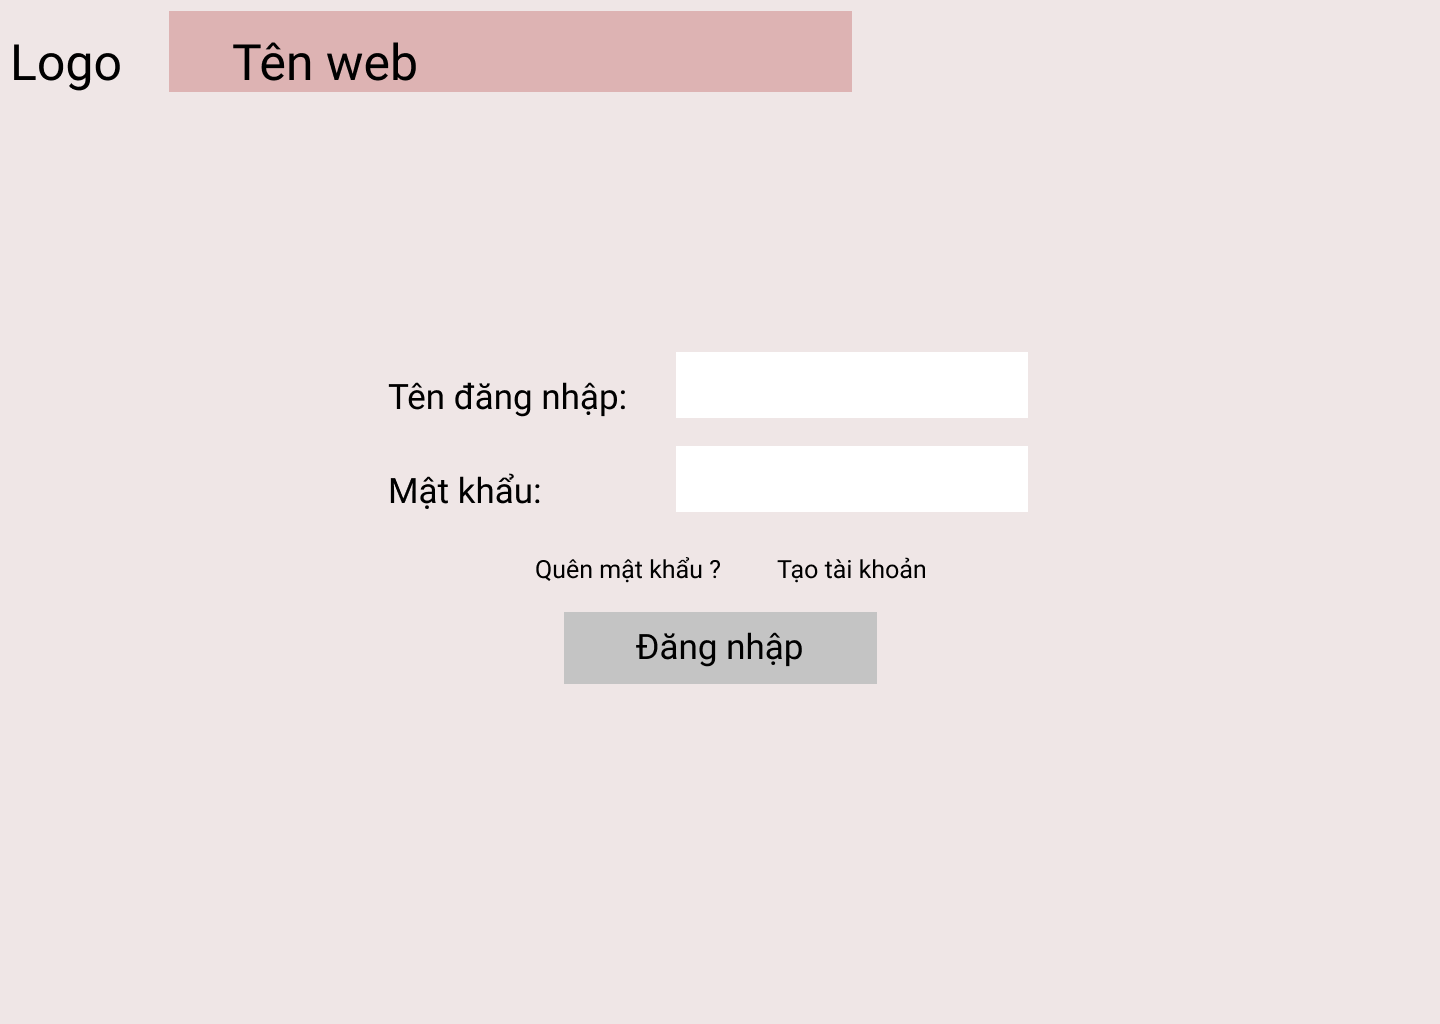 Logo
Tên web
Tên đăng nhập:
Mật khẩu:
Quên mật khẩu ?
Tạo tài khoản
Đăng nhập